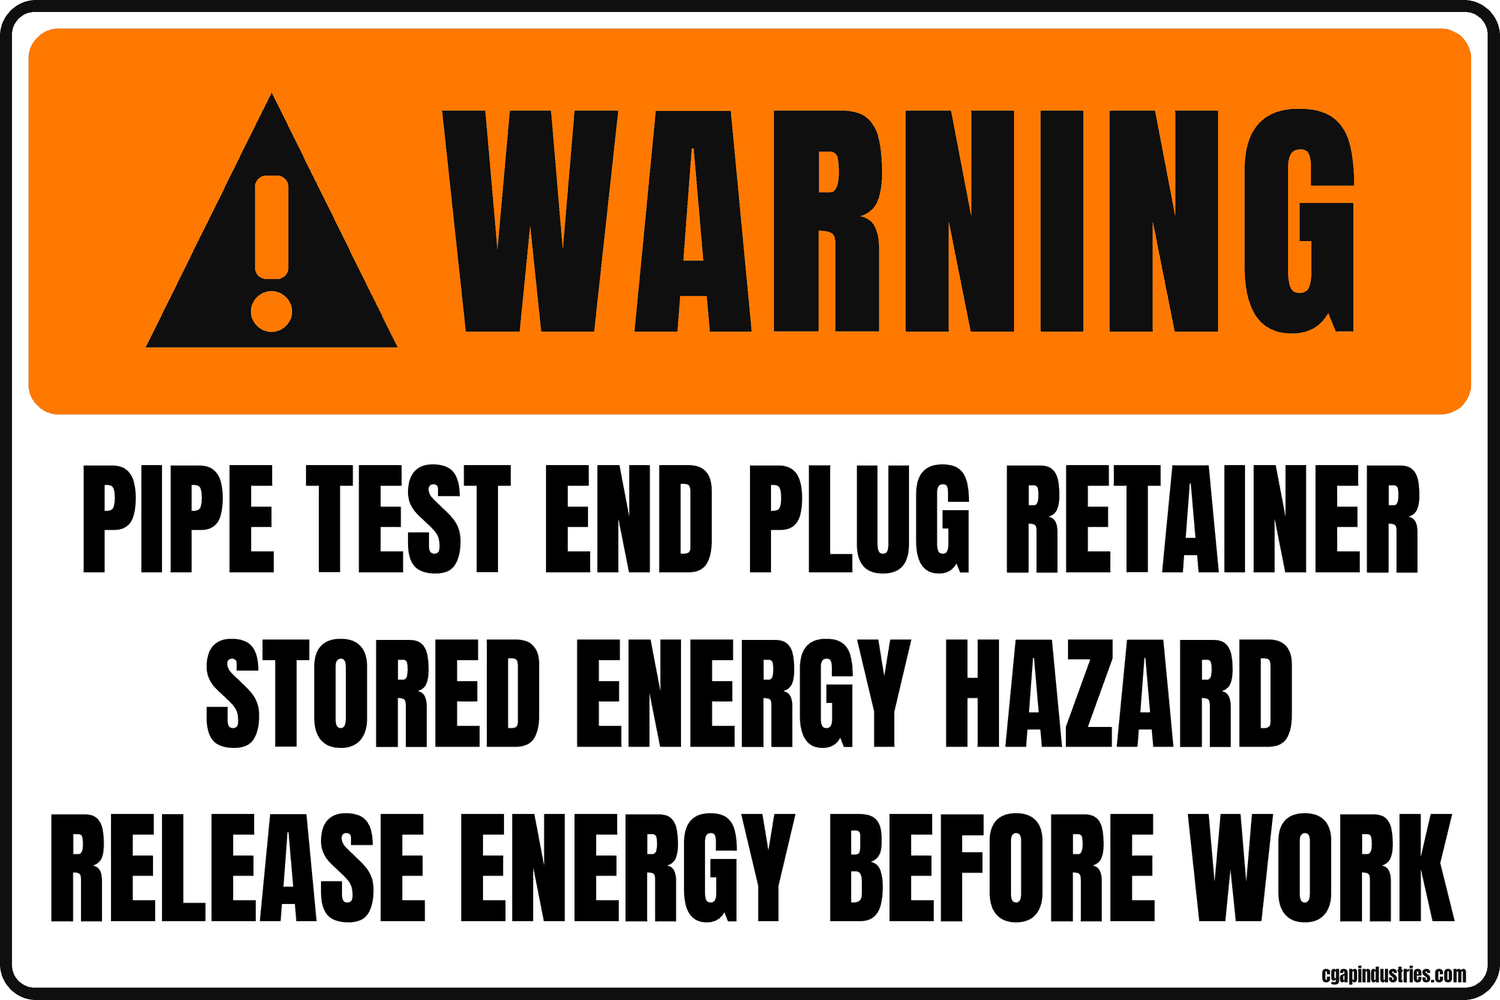 WARNING
PIPE TEST END PLUG RETAINER
STORED ENERGY HAZARD
RELEASE ENERGY BEFORE WORK
cgapindustries.com